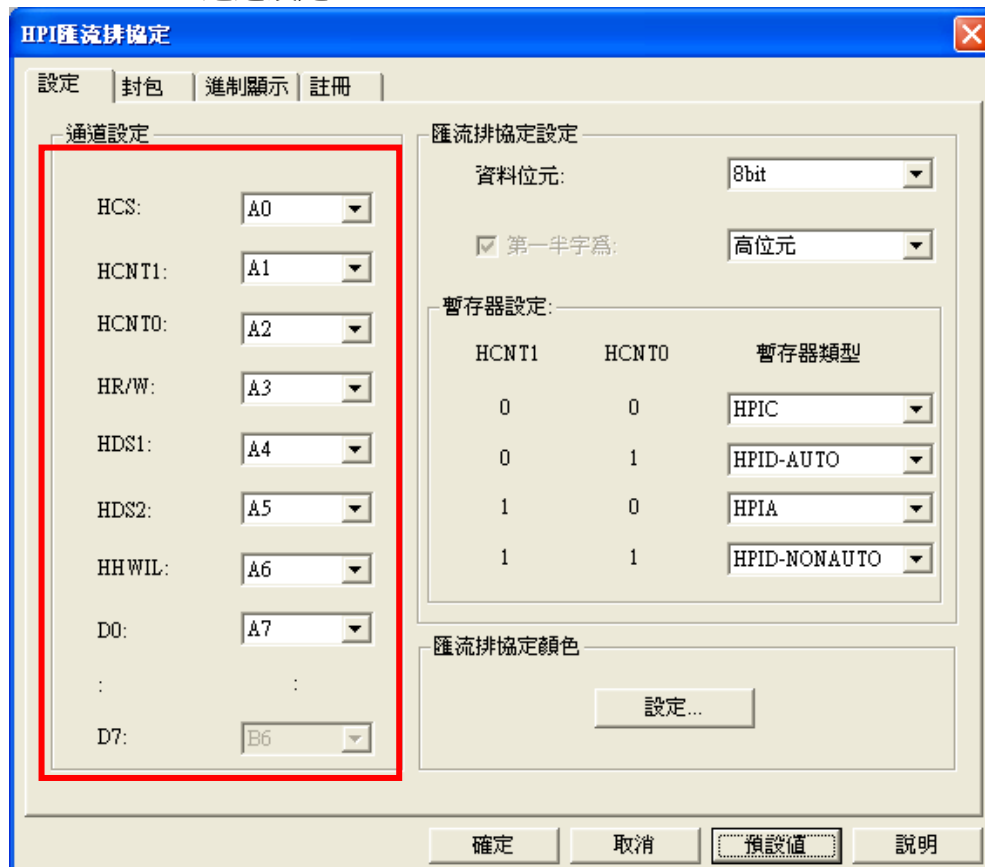 HPI匯流排協定
設定 封包 進制顯示 註冊
通道設定
HCS: A0
HCNT1: A1
HCNT0: A2
HR/W: A3
HDS1: A4
HDS2: A5
HHWIL: A6
D0: A7
: :
D7: B6
匯流排協定設定
資料位元: 8bit
第一半字爲: 高位元
暫存器設定:
HCNT1 HCNT0 暫存器類型
0 0 HPIC
0 1 HPID-AUTO
1 0 HPIA
1 1 HPID-NONAUTO
匯流排協定顏色
設定...
確定 取消 預設值 說明